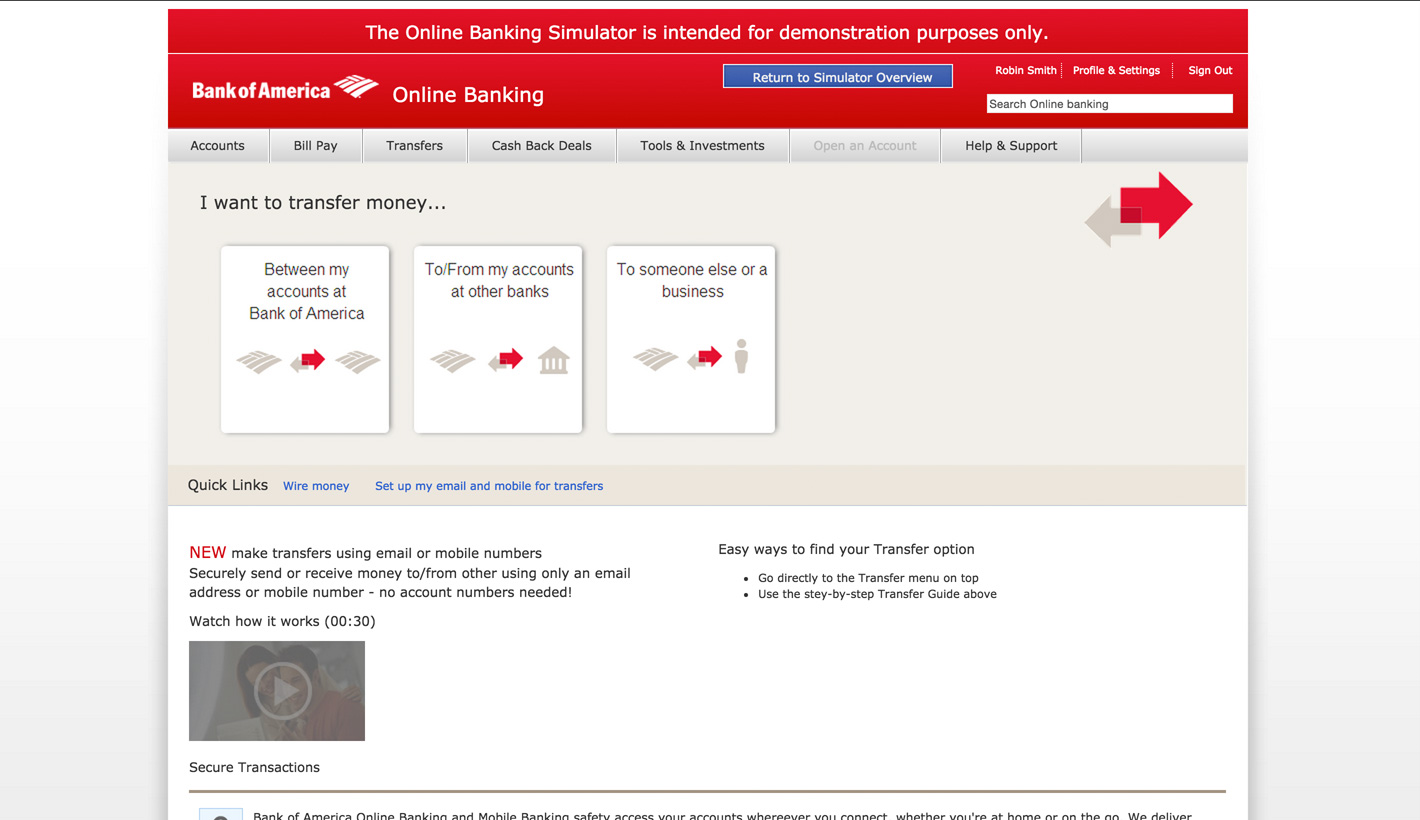 The Online Banking Simulator is intended for demonstration purposes only.
Bank of America Online Banking
Return to Simulator Overview
Robin Smith Profile & Settings Sign Out
Search Online banking
Accounts Bill Pay Transfers Cash Back Deals Tools & Investments Open an Account Help & Support
I want to transfer money...
Between my
accounts at
Bank of America
To/From my accounts
at other banks
To someone else or a
business
Quick Links Wire money Set up my email and mobile for transfers
NEW make transfers using email or mobile numbers
Securely send or receive money to/from other using only an email
address or mobile number - no account numbers needed!
Watch how it works (00:30)
Easy ways to find your Transfer option
Go directly to the Transfer menu on top
Use the stey-by-step Transfer Guide above
Secure Transactions
Bank of America Online Banking and Mobile Banking safety access your accounts whereever you connect, whether you're at home or on the go. We deliver